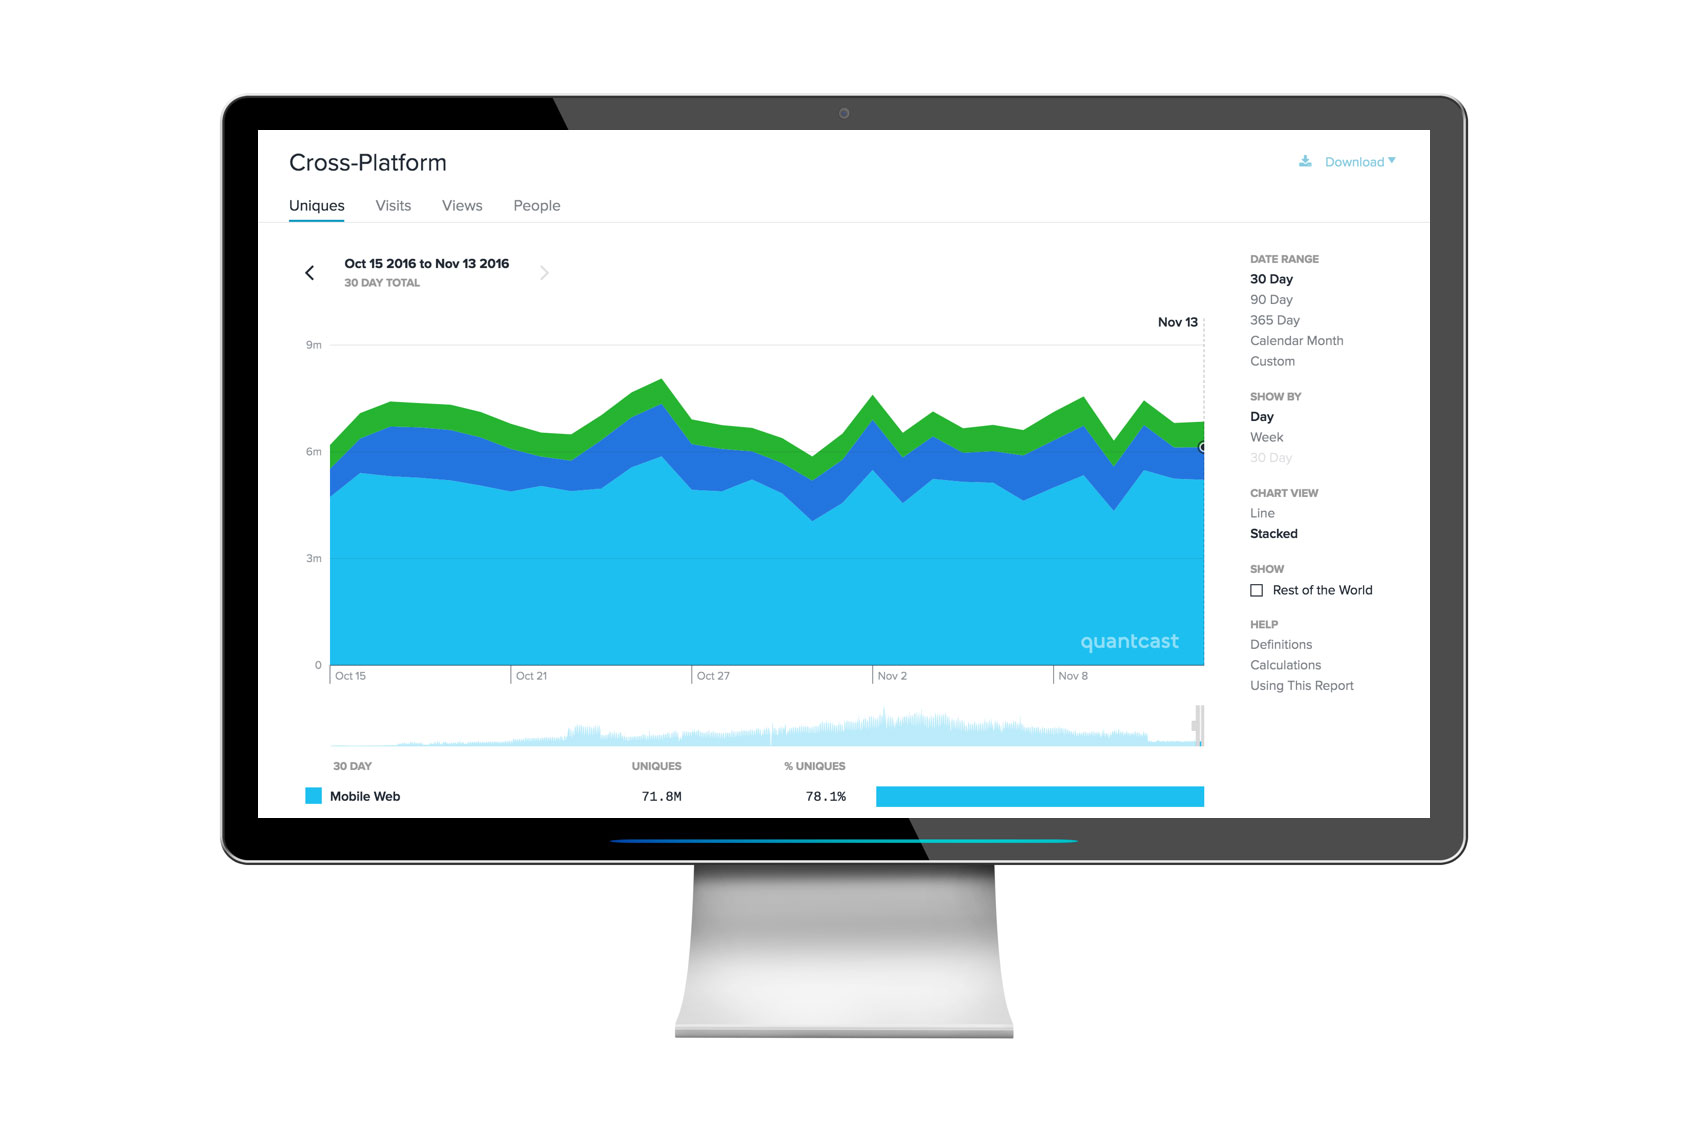 Cross-Platform
Download
Uniques Visits Views People
Oct 15 2016 to Nov 13 2016
30 DAY TOTAL
Nov 13
9m
6m
3m
0
quantcast
Oct 15 Oct 21 Oct 27 Nov 2 Nov 8
30 DAY UNIQUES % UNIQUES
Mobile Web 71.8M 78.1%
DATE RANGE
30 Day
90 Day
365 Day
Calendar Month
Custom
SHOW BY
Day
Week
30 Day
CHART VIEW
Line
Stacked
SHOW
Rest of the World
HELP
Definitions
Calculations
Using This Report